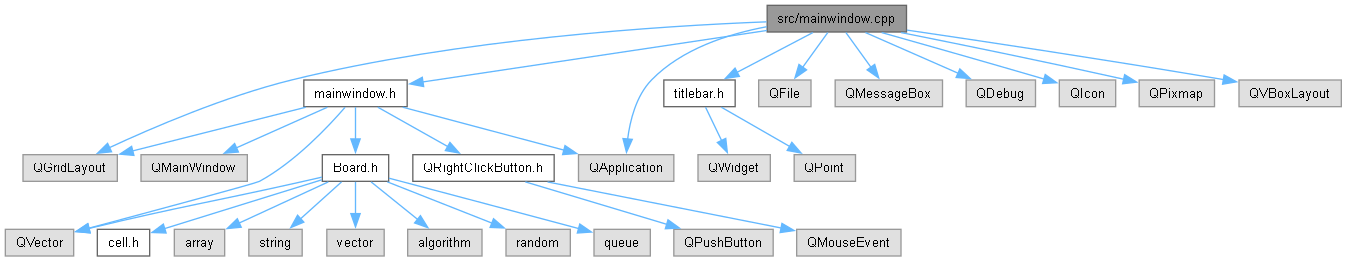 src/mainwindow.cpp
mainwindow.h
titlebar.h
QFile
QMessageBox
QDebug
QIcon
QPixmap
QVBoxLayout
QGridLayout
QMainWindow
Board.h
QRightClickButton.h
QApplication
QWidget
QPoint
QVector
cell.h
array
string
vector
algorithm
random
queue
QPushButton
QMouseEvent